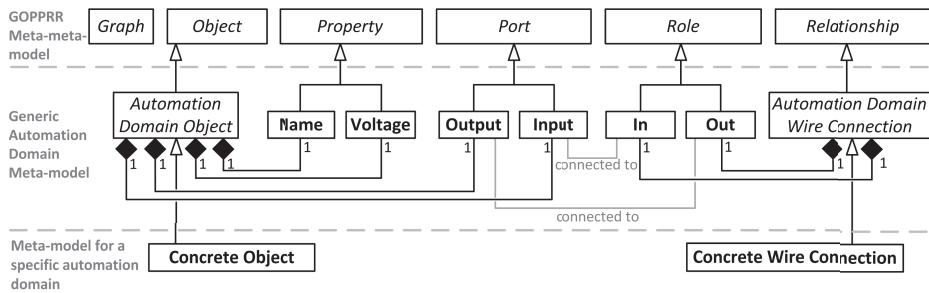 GOPPRR
Meta-meta-
model
Graph
Object
Property
Port
Role
Relationship
Generic
Automation
Domain
Meta-model
Automation
Domain Object
Name
Voltage
Output
Input
In
Out
Automation Domain
Wire Connection
1
1
1
1
1
1
1
1
1
1
1
1
connected to
connected to
Meta-model for a
specific automation
domain
Concrete Object
Concrete Wire Connection